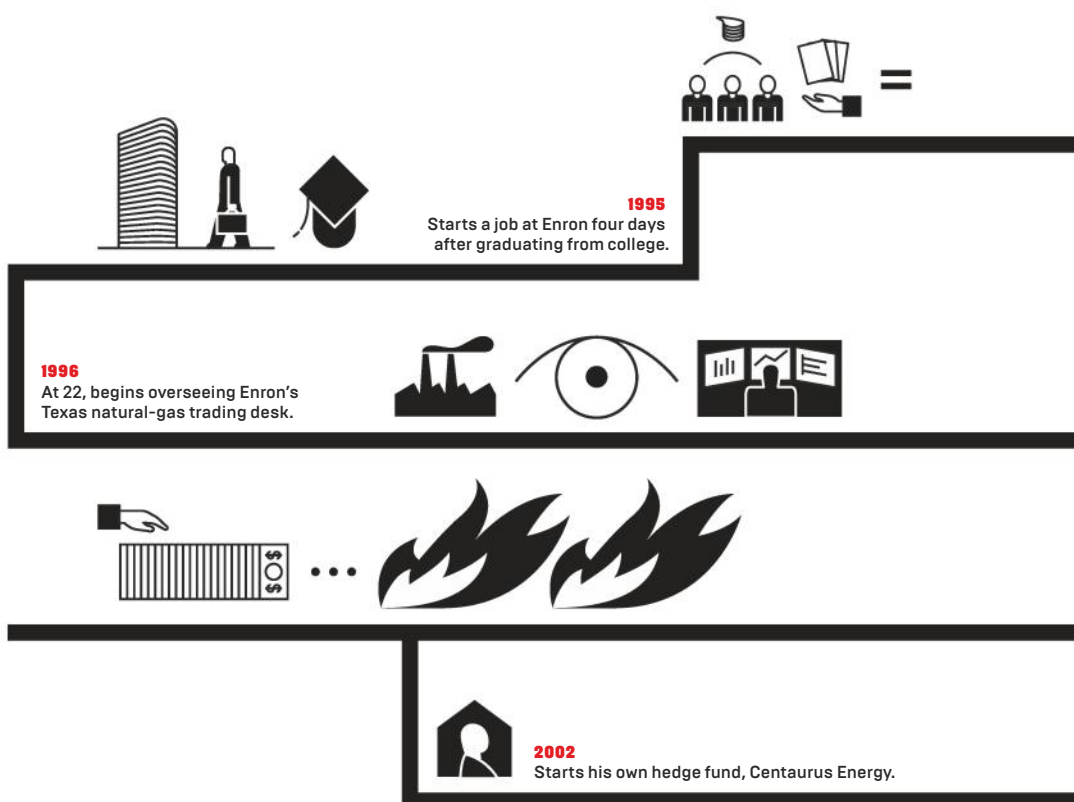 1995
Starts a job at Enron four days
after graduating from college.
1996
At 22, begins overseeing Enron's
Texas natural-gas trading desk.
$ $
2002
Starts his own hedge fund, Centaurus Energy.